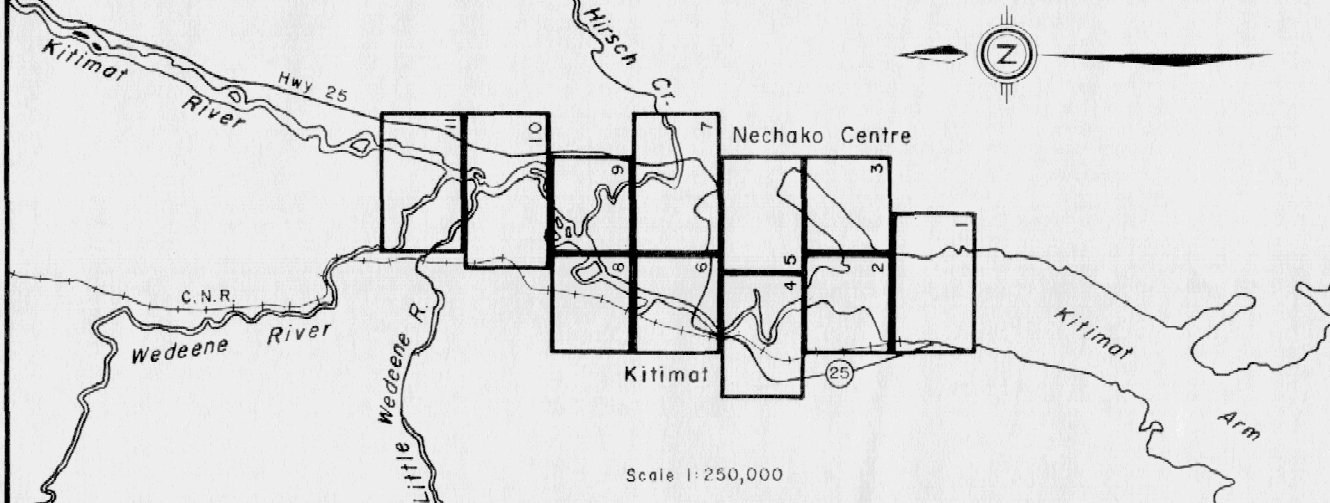 Hirsch Cr.
Kitimat River
Hwy 25
N
11
10
9
7
Nechako Centre
3
1
8
6
5
4
2
C.N.R.
Wedeene River
Little Wedeene R.
Kitimat
25
Kitimat Arm
Scale 1:250,000